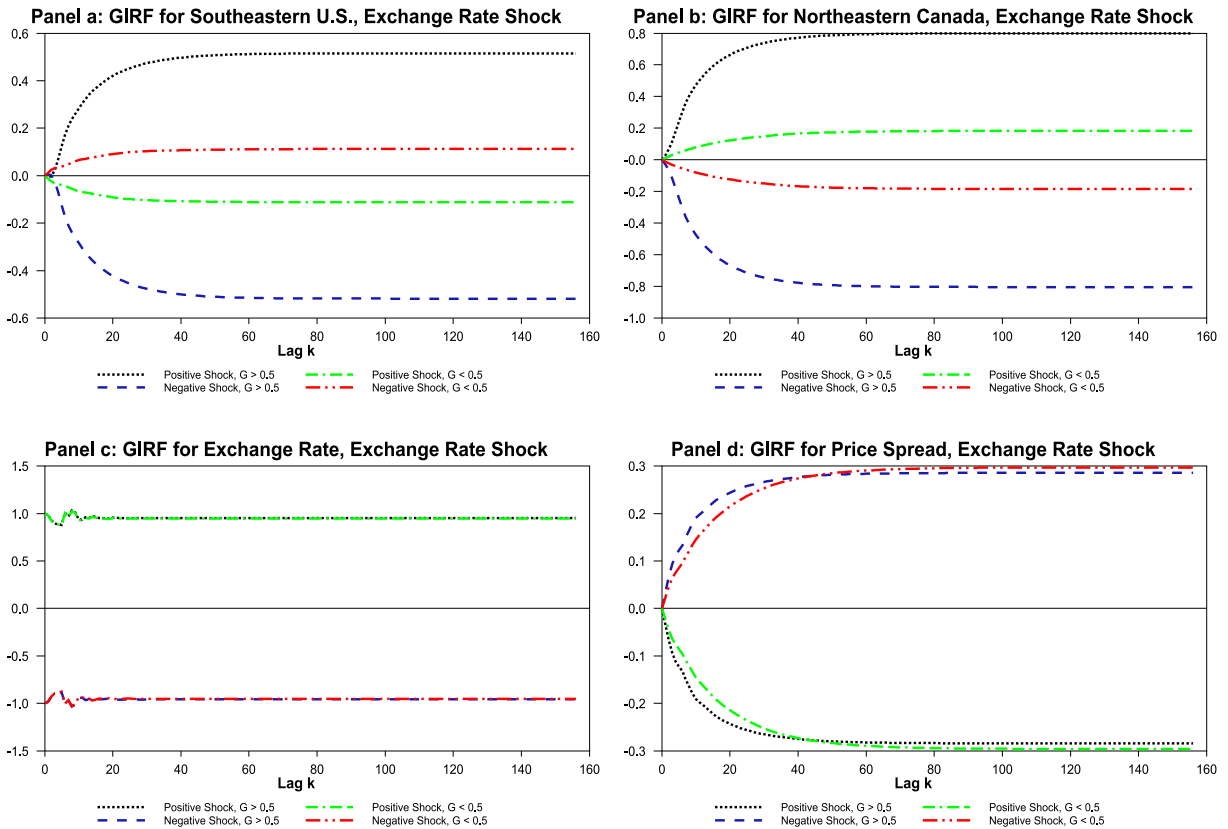 Panel a: GIRF for Southeastern U.S., Exchange Rate Shock
0.6
0.4
0.2
0.0
-0.2
-0.4
-0.6
0 20 40 60 80 100 120 140 160
Lag k
Positive Shock, G > 0.5 Positive Shock, G < 0.5
Negative Shock, G > 0.5 Negative Shock, G < 0.5
Panel b: GIRF for Northeastern Canada, Exchange Rate Shock
0.8
0.6
0.4
0.2
-0.0
-0.2
-0.4
-0.6
-0.8
-1.0
0 20 40 60 80 100 120 140 160
Lag k
Positive Shock, G > 0.5 Positive Shock, G < 0.5
Negative Shock, G > 0.5 Negative Shock, G < 0.5
Panel c: GIRF for Exchange Rate, Exchange Rate Shock
1.5
1.0
0.5
0.0
-0.5
-1.0
-1.5
0 20 40 60 80 100 120 140 160
Lag k
Positive Shock, G > 0.5 Positive Shock, G < 0.5
Negative Shock, G > 0.5 Negative Shock, G < 0.5
Panel d: GIRF for Price Spread, Exchange Rate Shock
0.3
0.2
0.1
0.0
-0.1
-0.2
-0.3
0 20 40 60 80 100 120 140 160
Lag k
Positive Shock, G > 0.5 Positive Shock, G < 0.5
Negative Shock, G > 0.5 Negative Shock, G < 0.5